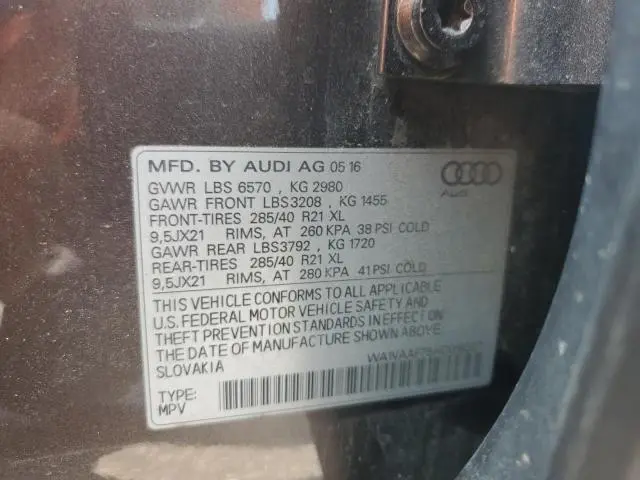 MFD. BY AUDI AG 05 16
GVWR LBS 6570 , KG 2980
GAWR FRONT LBS3208 , KG 1455
FRONT-TIRES 285/40 R21 XL
9,5JX21 RIMS, AT 260 KPA 38 PSI COLD
GAWR REAR LBS3792 , KG 1720
REAR-TIRES 285/40 R21 XL
9,5JX21 RIMS, AT 280 KPA 41 PSI COLD
THIS VEHICLE CONFORMS TO ALL APPLICABLE
U.S. FEDERAL MOTOR VEHICLE SAFETY AND
THEFT PREVENTION STANDARDS IN EFFECT ON
THE DATE OF MANUFACTURE SHOWN ABOVE.
SLOVAKIA
TYPE:
MPV
Audi